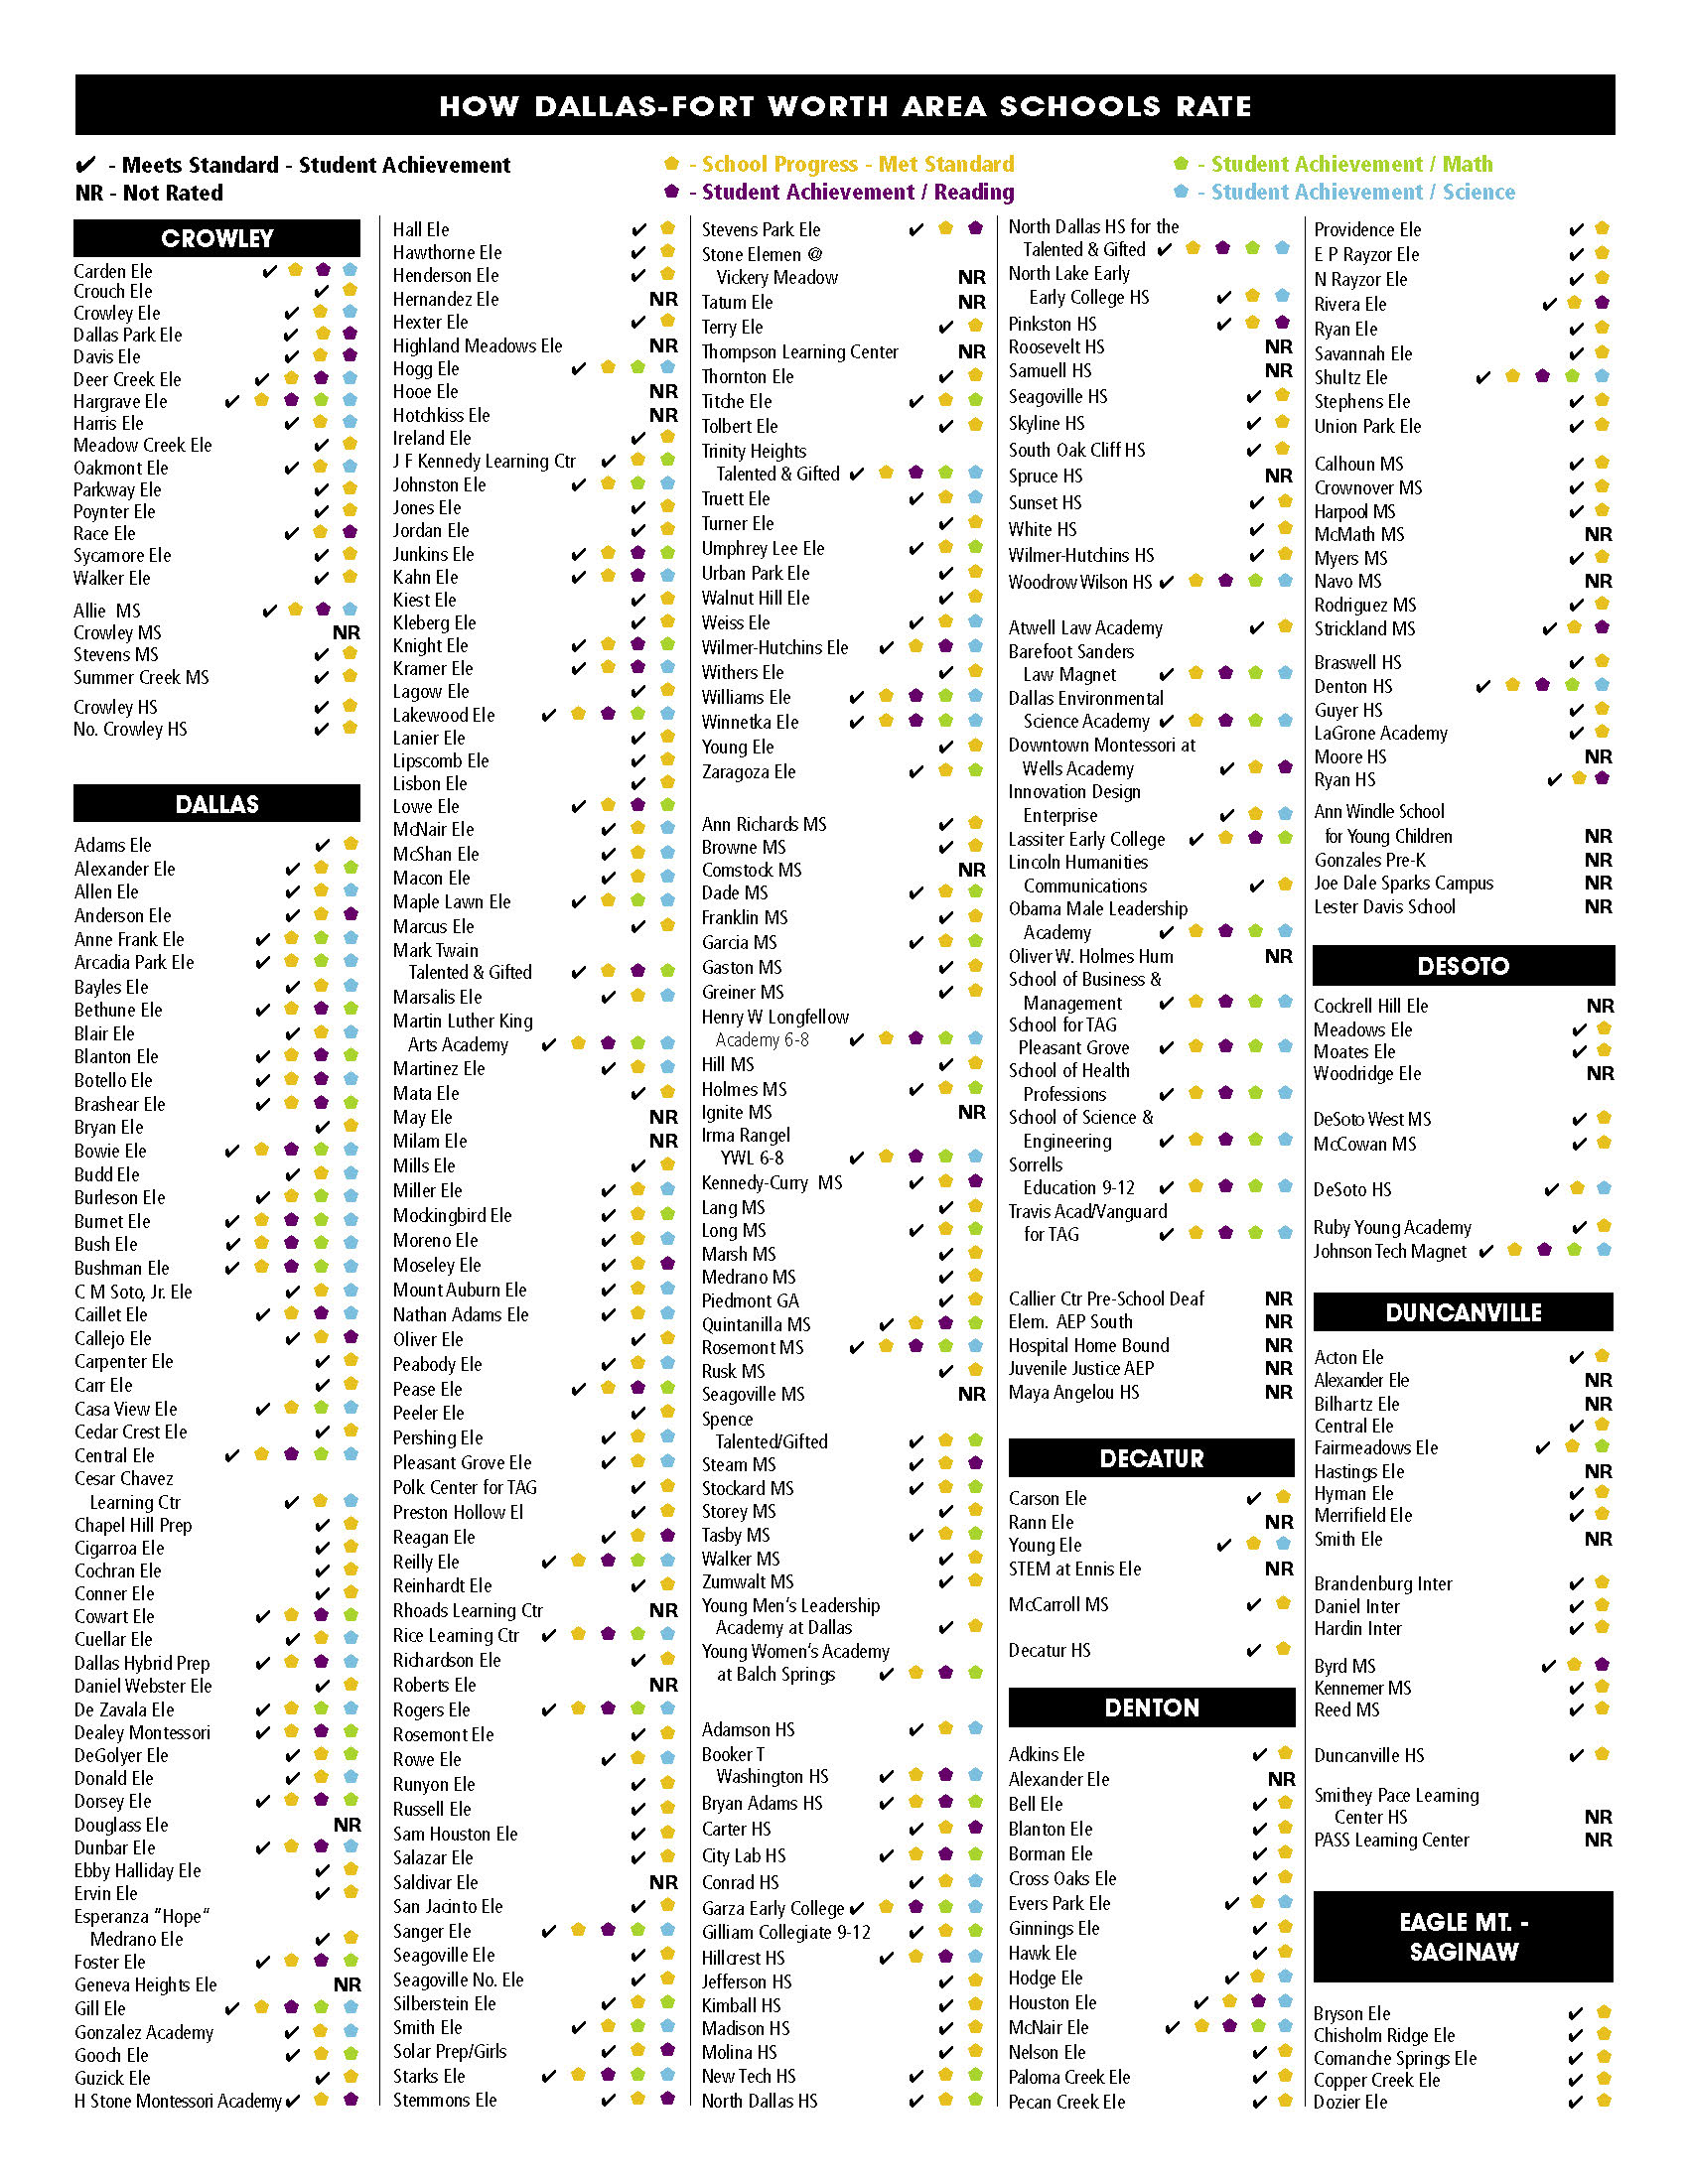 HOW DALLAS-FORT WORTH AREA SCHOOLS RATE
✔ - Meets Standard - Student Achievement
NR - Not Rated
- School Progress - Met Standard
- Student Achievement / Reading
- Student Achievement / Math
- Student Achievement / Science
CROWLEY
Carden Ele ✔
Crouch Ele ✔
Crowley Ele ✔
Dallas Park Ele ✔
Davis Ele ✔
Deer Creek Ele ✔
Hargrave Ele ✔
Harris Ele ✔
Meadow Creek Ele ✔
Oakmont Ele ✔
Parkway Ele ✔
Poynter Ele ✔
Race Ele ✔
Sycamore Ele ✔
Walker Ele ✔
Allie MS ✔
Crowley MS NR
Stevens MS ✔
Summer Creek MS ✔
Crowley HS ✔
No. Crowley HS ✔
DALLAS
Adams Ele ✔
Alexander Ele ✔
Allen Ele ✔
Anderson Ele ✔
Anne Frank Ele ✔
Arcadia Park Ele ✔
Bayles Ele ✔
Bethune Ele ✔
Blair Ele ✔
Blanton Ele ✔
Botello Ele ✔
Brashear Ele ✔
Bryan Ele ✔
Bowie Ele ✔
Budd Ele ✔
Burleson Ele ✔
Burnet Ele ✔
Bush Ele ✔
Bushman Ele ✔
C M Soto, Jr. Ele ✔
Caillet Ele ✔
Callejo Ele ✔
Carpenter Ele ✔
Carr Ele ✔
Casa View Ele ✔
Cedar Crest Ele ✔
Central Ele ✔
Cesar Chavez
Learning Ctr ✔
Chapel Hill Prep ✔
Cigarroa Ele ✔
Cochran Ele ✔
Conner Ele ✔
Cowart Ele ✔
Cuellar Ele ✔
Dallas Hybrid Prep ✔
Daniel Webster Ele ✔
De Zavala Ele ✔
Dealey Montessori ✔
DeGolyer Ele ✔
Donald Ele ✔
Dorsey Ele ✔
Douglass Ele NR
Dunbar Ele ✔
Ebby Halliday Ele ✔
Ervin Ele ✔
Esperanza "Hope"
Medrano Ele ✔
Foster Ele ✔
Geneva Heights Ele NR
Gill Ele ✔
Gonzalez Academy ✔
Gooch Ele ✔
Guzick Ele ✔
H Stone Montessori Academy ✔
Hall Ele ✔
Hawthorne Ele ✔
Henderson Ele ✔
Hernandez Ele NR
Hexter Ele ✔
Highland Meadows Ele NR
Hogg Ele ✔
Hooe Ele NR
Hotchkiss Ele NR
Ireland Ele ✔
J F Kennedy Learning Ctr ✔
Johnston Ele ✔
Jones Ele ✔
Jordan Ele ✔
Junkins Ele ✔
Kahn Ele ✔
Kiest Ele ✔
Kleberg Ele ✔
Knight Ele ✔
Kramer Ele ✔
Lagow Ele ✔
Lakewood Ele ✔
Lanier Ele ✔
Lipscomb Ele ✔
Lisbon Ele ✔
Lowe Ele ✔
McNair Ele ✔
McShan Ele ✔
Macon Ele ✔
Maple Lawn Ele ✔
Marcus Ele ✔
Mark Twain
Talented & Gifted ✔
Marsalis Ele ✔
Martin Luther King
Arts Academy ✔
Martinez Ele ✔
Mata Ele ✔
May Ele NR
Milam Ele NR
Mills Ele ✔
Miller Ele ✔
Mockingbird Ele ✔
Moreno Ele ✔
Moseley Ele ✔
Mount Auburn Ele ✔
Nathan Adams Ele ✔
Oliver Ele ✔
Peabody Ele ✔
Pease Ele ✔
Peeler Ele ✔
Pershing Ele ✔
Pleasant Grove Ele ✔
Polk Center for TAG ✔
Preston Hollow El ✔
Reagan Ele ✔
Reilly Ele ✔
Reinhardt Ele ✔
Rhoads Learning Ctr NR
Rice Learning Ctr ✔
Richardson Ele ✔
Roberts Ele NR
Rogers Ele ✔
Rosemont Ele ✔
Rowe Ele ✔
Runyon Ele ✔
Russell Ele ✔
Sam Houston Ele ✔
Salazar Ele ✔
Saldivar Ele NR
San Jacinto Ele ✔
Sanger Ele ✔
Seagoville Ele ✔
Seagoville No. Ele ✔
Silberstein Ele ✔
Smith Ele ✔
Solar Prep/Girls ✔
Starks Ele ✔
Stemmons Ele ✔
Stevens Park Ele ✔
Stone Elemen @
Vickery Meadow NR
Tatum Ele NR
Terry Ele ✔
Thompson Learning Center NR
Thornton Ele ✔
Titche Ele ✔
Tolbert Ele ✔
Trinity Heights
Talented & Gifted ✔
Truett Ele ✔
Turner Ele ✔
Umphrey Lee Ele ✔
Urban Park Ele ✔
Walnut Hill Ele ✔
Weiss Ele ✔
Wilmer-Hutchins Ele ✔
Withers Ele ✔
Williams Ele ✔
Winnetka Ele ✔
Young Ele ✔
Zaragoza Ele ✔
Ann Richards MS ✔
Browne MS ✔
Comstock MS NR
Dade MS ✔
Franklin MS ✔
Garcia MS ✔
Gaston MS ✔
Greiner MS ✔
Henry W Longfellow
Academy 6-8 ✔
Hill MS ✔
Holmes MS ✔
Ignite MS NR
Irma Rangel
YWL 6-8 ✔
Kennedy-Curry MS ✔
Lang MS ✔
Long MS ✔
Marsh MS ✔
Medrano MS ✔
Piedmont GA ✔
Quintanilla MS ✔
Rosemont MS ✔
Rusk MS ✔
Seagoville MS NR
Spence
Talented/Gifted ✔
Steam MS ✔
Stockard MS ✔
Storey MS ✔
Tasby MS ✔
Walker MS ✔
Zumwalt MS ✔
Young Men's Leadership
Academy at Dallas ✔
Young Women's Academy
at Balch Springs ✔
Adamson HS ✔
Booker T
Washington HS ✔
Bryan Adams HS ✔
Carter HS ✔
City Lab HS ✔
Conrad HS ✔
Garza Early College ✔
Gilliam Collegiate 9-12 ✔
Hillcrest HS ✔
Jefferson HS ✔
Kimball HS ✔
Madison HS ✔
Molina HS ✔
New Tech HS ✔
North Dallas HS ✔
North Dallas HS for the
Talented & Gifted ✔
North Lake Early
Early College HS ✔
Pinkston HS ✔
Roosevelt HS NR
Samuell HS NR
Seagoville HS ✔
Skyline HS ✔
South Oak Cliff HS ✔
Spruce HS NR
Sunset HS ✔
White HS ✔
Wilmer-Hutchins HS ✔
Woodrow Wilson HS ✔
Atwell Law Academy ✔
Barefoot Sanders
Law Magnet ✔
Dallas Environmental
Science Academy ✔
Downtown Montessori at
Wells Academy ✔
Innovation Design
Enterprise ✔
Lassiter Early College ✔
Lincoln Humanities
Communications ✔
Obama Male Leadership
Academy ✔
Oliver W. Holmes Hum NR
School of Business &
Management ✔
School for TAG
Pleasant Grove ✔
School of Health
Professions ✔
School of Science &
Engineering ✔
Sorrells
Education 9-12 ✔
Travis Acad/Vanguard
for TAG ✔
Callier Ctr Pre-School Deaf NR
Elem. AEP South NR
Hospital Home Bound NR
Juvenile Justice AEP NR
Maya Angelou HS NR
DECATUR
Carson Ele ✔
Rann Ele NR
Young Ele ✔
STEM at Ennis Ele NR
McCarroll MS ✔
Decatur HS ✔
DENTON
Adkins Ele ✔
Alexander Ele NR
Bell Ele ✔
Blanton Ele ✔
Borman Ele ✔
Cross Oaks Ele ✔
Evers Park Ele ✔
Ginnings Ele ✔
Hawk Ele ✔
Hodge Ele ✔
Houston Ele ✔
McNair Ele ✔
Nelson Ele ✔
Paloma Creek Ele ✔
Pecan Creek Ele ✔
Providence Ele ✔
E P Rayzor Ele ✔
N Rayzor Ele ✔
Rivera Ele ✔
Ryan Ele ✔
Savannah Ele ✔
Shultz Ele ✔
Stephens Ele ✔
Union Park Ele ✔
Calhoun MS ✔
Crownover MS ✔
Harpool MS ✔
McMath MS NR
Myers MS ✔
Navo MS NR
Rodriguez MS ✔
Strickland MS ✔
Braswell HS ✔
Denton HS ✔
Guyer HS ✔
LaGrone Academy ✔
Moore HS NR
Ryan HS ✔
Ann Windle School
for Young Children NR
Gonzales Pre-K NR
Joe Dale Sparks Campus NR
Lester Davis School NR
DESOTO
Cockrell Hill Ele NR
Meadows Ele ✔
Moates Ele ✔
Woodridge Ele NR
DeSoto West MS ✔
McCowan MS ✔
DeSoto HS ✔
Ruby Young Academy ✔
Johnson Tech Magnet ✔
DUNCANVILLE
Acton Ele ✔
Alexander Ele NR
Bilhartz Ele NR
Central Ele ✔
Fairmeadows Ele ✔
Hastings Ele NR
Hyman Ele ✔
Merrifield Ele ✔
Smith Ele NR
Brandenburg Inter ✔
Daniel Inter ✔
Hardin Inter ✔
Byrd MS ✔
Kennemer MS ✔
Reed MS ✔
Duncanville HS ✔
Smithey Pace Learning
Center HS NR
PASS Learning Center NR
EAGLE MT. -
SAGINAW
Bryson Ele ✔
Chisholm Ridge Ele ✔
Comanche Springs Ele ✔
Copper Creek Ele ✔
Dozier Ele ✔